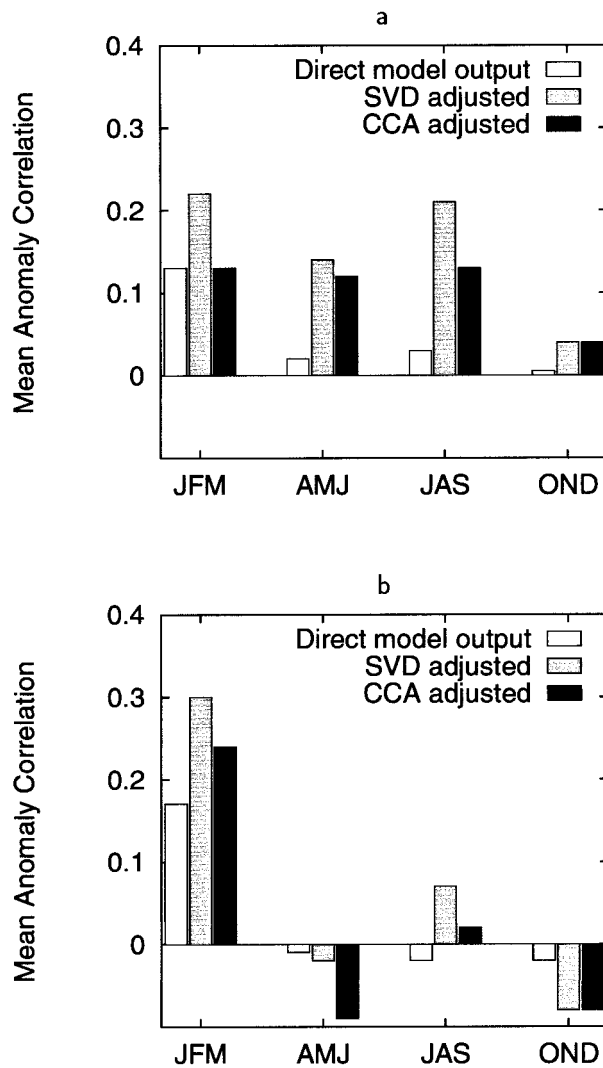 a
Mean Anomaly Correlation
0.4
0.3
0.2
0.1
0
Direct model output
SVD adjusted
CCA adjusted
JFM AMJ JAS OND
b
Mean Anomaly Correlation
0.4
0.3
0.2
0.1
0
Direct model output
SVD adjusted
CCA adjusted
JFM AMJ JAS OND